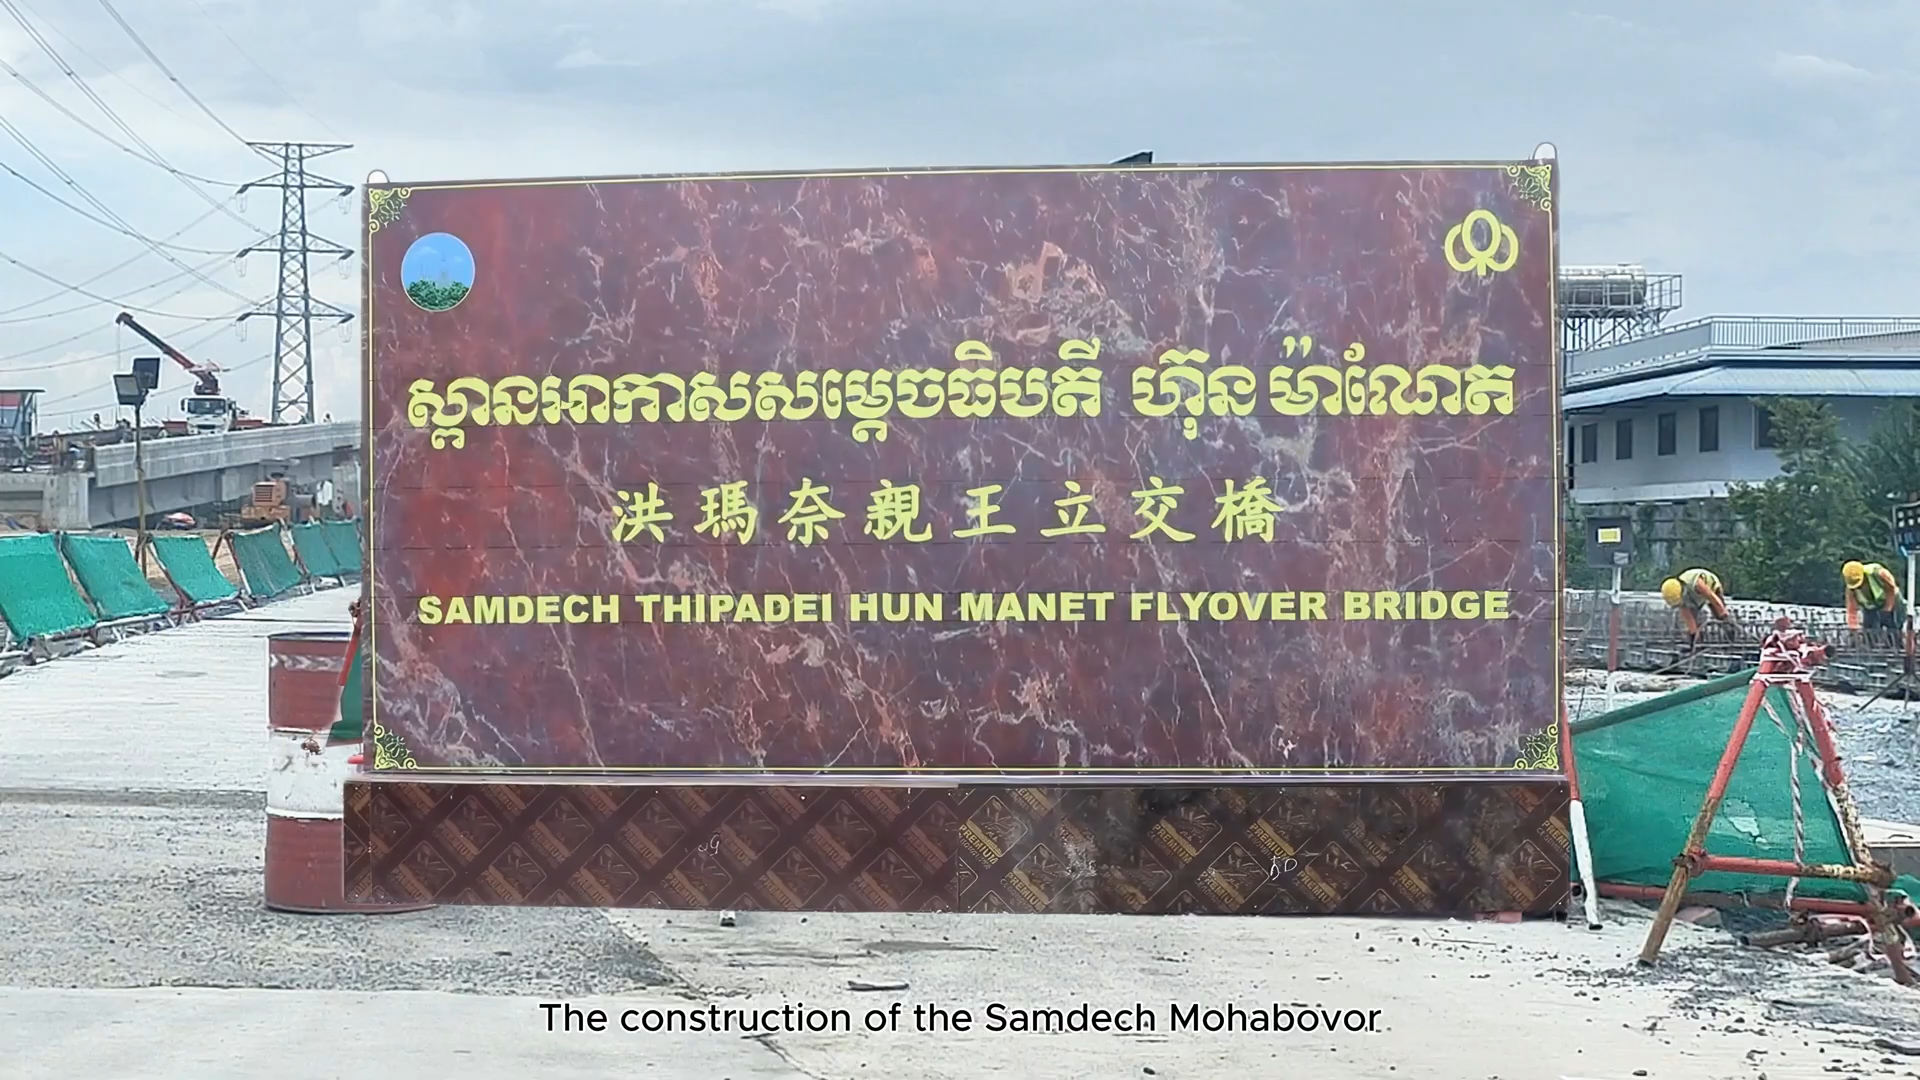 ស្ពានអាកាសសម្តេចធិបតី ហ៊ុន ម៉ាណែត
洪瑪奈親王立交橋
SAMDECH THIPADEI HUN MANET FLYOVER BRIDGE
PREMIUM
The construction of the Samdech Mohabovor